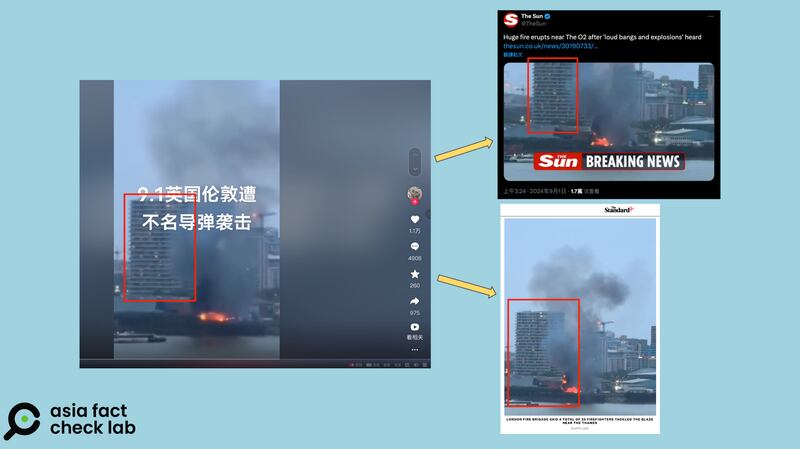 9.1英国伦敦遭
不名导弹袭击
1.1万
4906
260
975
看相关
The Sun
@TheSun
Huge fire erupts near The O2 after 'loud bangs and explosions' heard
thesun.co.uk/news/30190733/...
翻譯貼文
THE Sun BREAKING NEWS
上午3:24 · 2024年9月1日 · 1.7萬 次查看
The Standard
LONDON FIRE BRIGADE SAID A TOTAL OF 25 FIREFIGHTERS TACKLED THE BLAZE
NEAR THE THAMES
SUPPLIED
asia fact
check lab